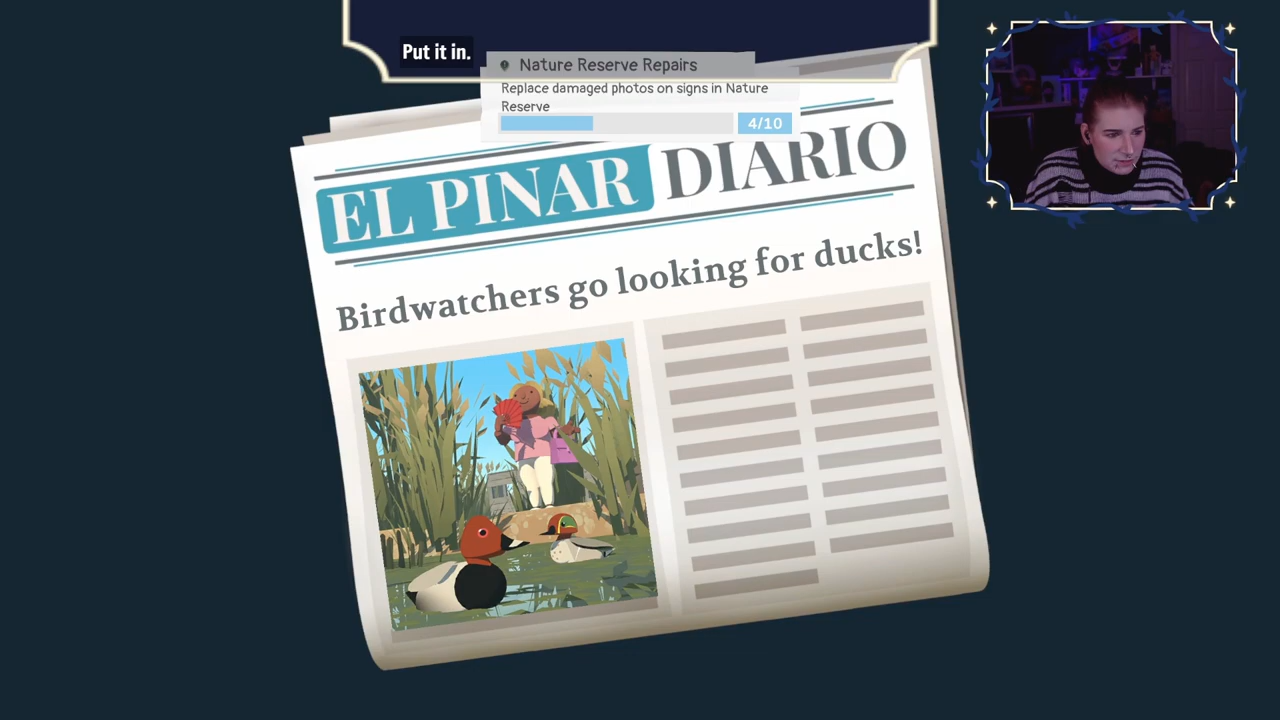 Put it in.
Nature Reserve Repairs
Replace damaged photos on signs in Nature
Reserve
4/10
EL PINAR DIARIO
Birdwatchers go looking for ducks!